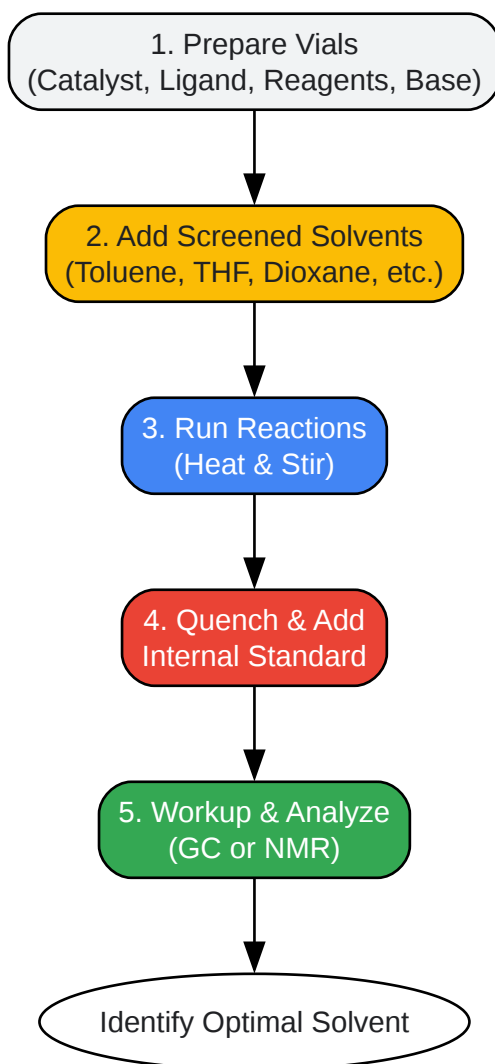 1. Prepare Vials
(Catalyst, Ligand, Reagents, Base)
2. Add Screened Solvents
(Toluene, THF, Dioxane, etc.)
3. Run Reactions
(Heat & Stir)
4. Quench & Add
Internal Standard
5. Workup & Analyze
(GC or NMR)
Identify Optimal Solvent